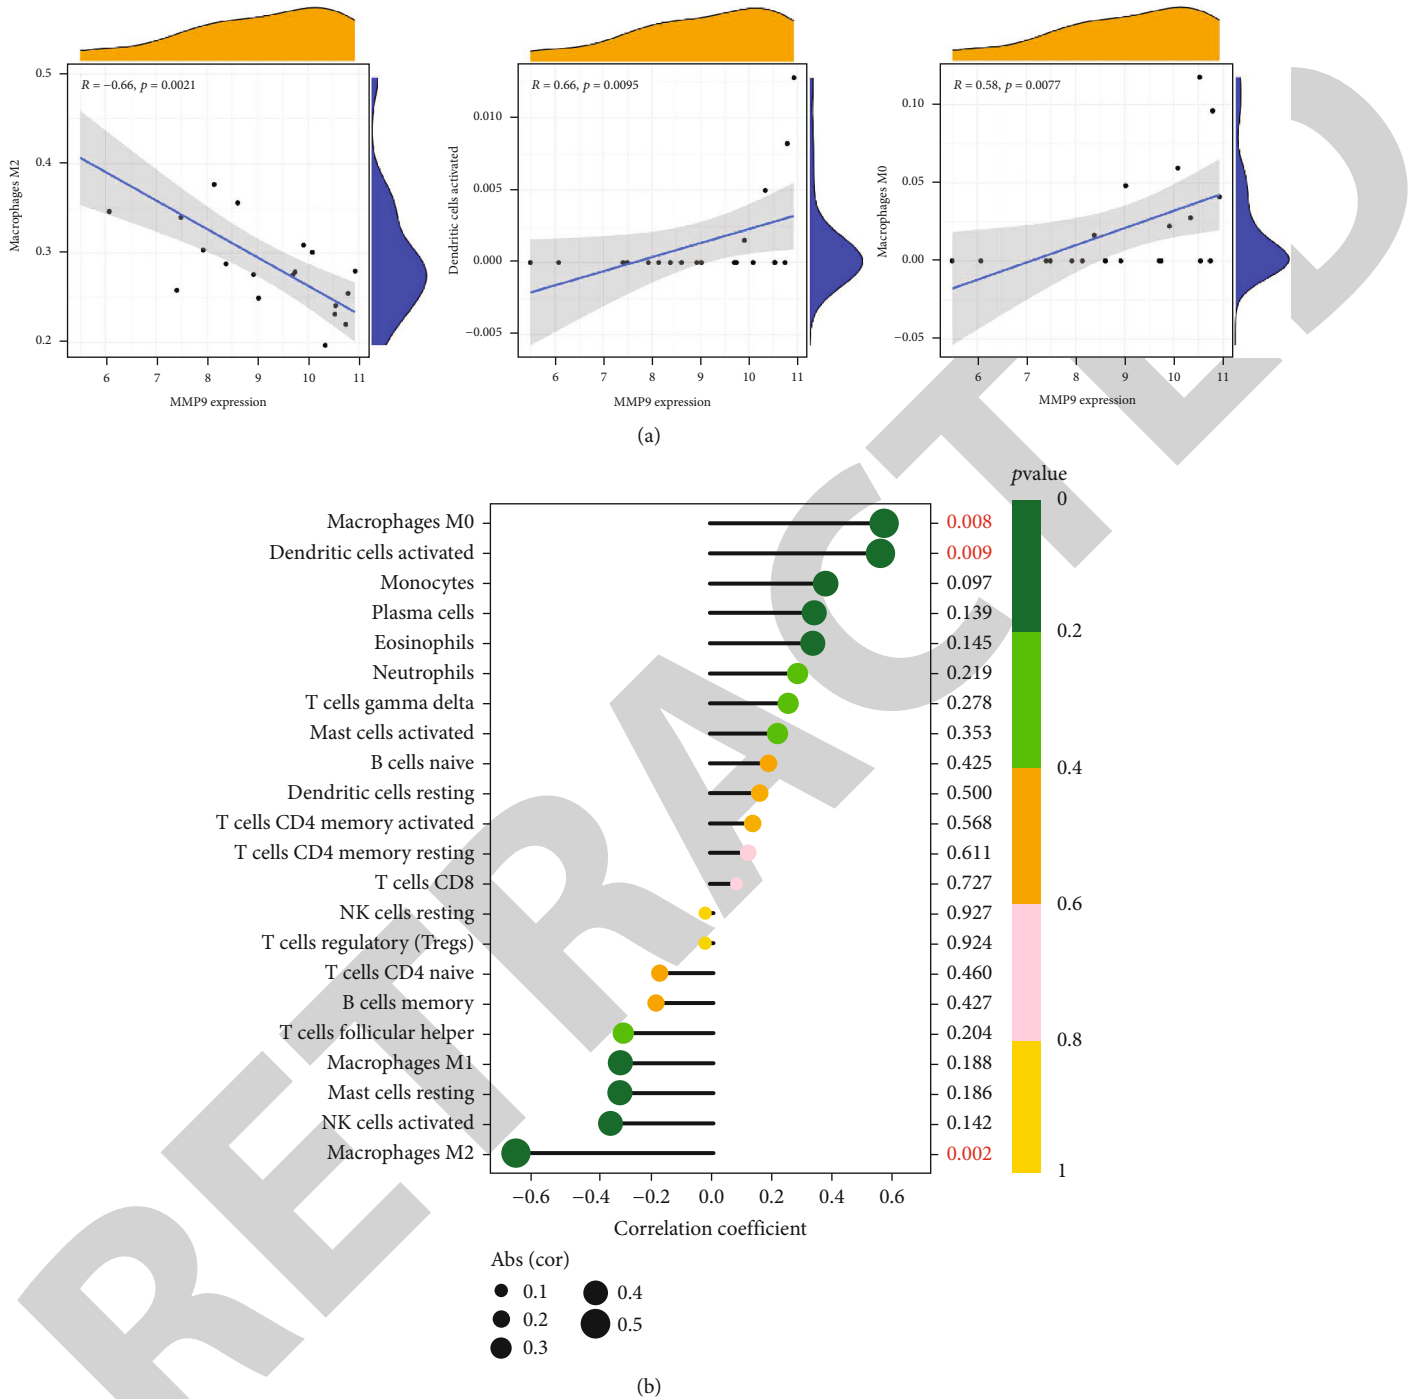 R = −0.66, p = 0.0021
Macrophages M2
0.5
0.4
0.3
0.2
6 7 8 9 10 11
MMP9 expression
R = 0.66, p = 0.0095
Dendritic cells activated
0.010
0.005
0.000
−0.005
6 7 8 9 10 11
MMP9 expression
R = 0.58, p = 0.0077
Macrophages M0
0.10
0.05
0.00
−0.05
6 7 8 9 10 11
MMP9 expression
(a)
Macrophages M0 0.008
Dendritic cells activated 0.009
Monocytes 0.097
Plasma cells 0.139
Eosinophils 0.145
Neutrophils 0.219
T cells gamma delta 0.278
Mast cells activated 0.353
B cells naive 0.425
Dendritic cells resting 0.500
T cells CD4 memory activated 0.568
T cells CD4 memory resting 0.611
T cells CD8 0.727
NK cells resting 0.927
T cells regulatory (Tregs) 0.924
T cells CD4 naive 0.460
B cells memory 0.427
T cells follicular helper 0.204
Macrophages M1 0.188
Mast cells resting 0.186
NK cells activated 0.142
Macrophages M2 0.002
−0.6 −0.4 −0.2 0.0 0.2 0.4 0.6
Correlation coefficient
pvalue
0
0.2
0.4
0.6
0.8
1
Abs (cor)
0.1 0.4
0.2 0.5
0.3
(b)
RETRACTED